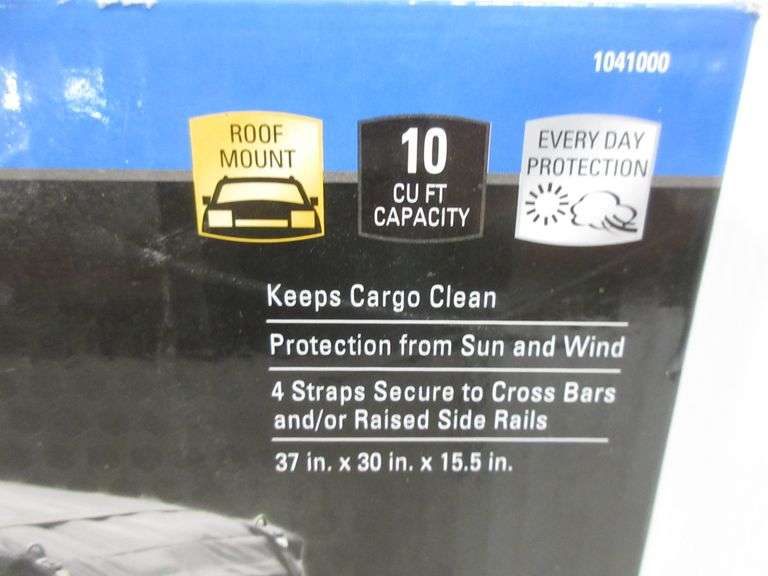 1041000
ROOF
MOUNT
10
CU FT
CAPACITY
EVERY DAY
PROTECTION
Keeps Cargo Clean
Protection from Sun and Wind
4 Straps Secure to Cross Bars
and/or Raised Side Rails
37 in. x 30 in. x 15.5 in.